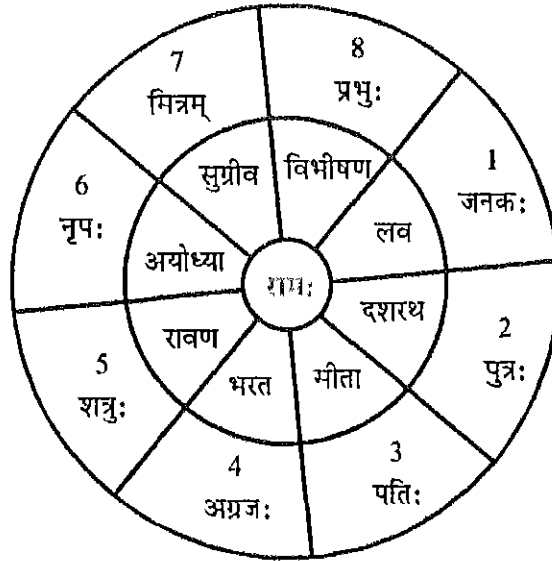 8
प्रभुः
1
जनकः
2
पुत्रः
3
पतिः
4
अग्रजः
5
शत्रुः
6
नृपः
7
मित्रम्
विभीषण
लव
दशरथ
सीता
भरत
रावण
अयोध्या
सुग्रीव
रामः